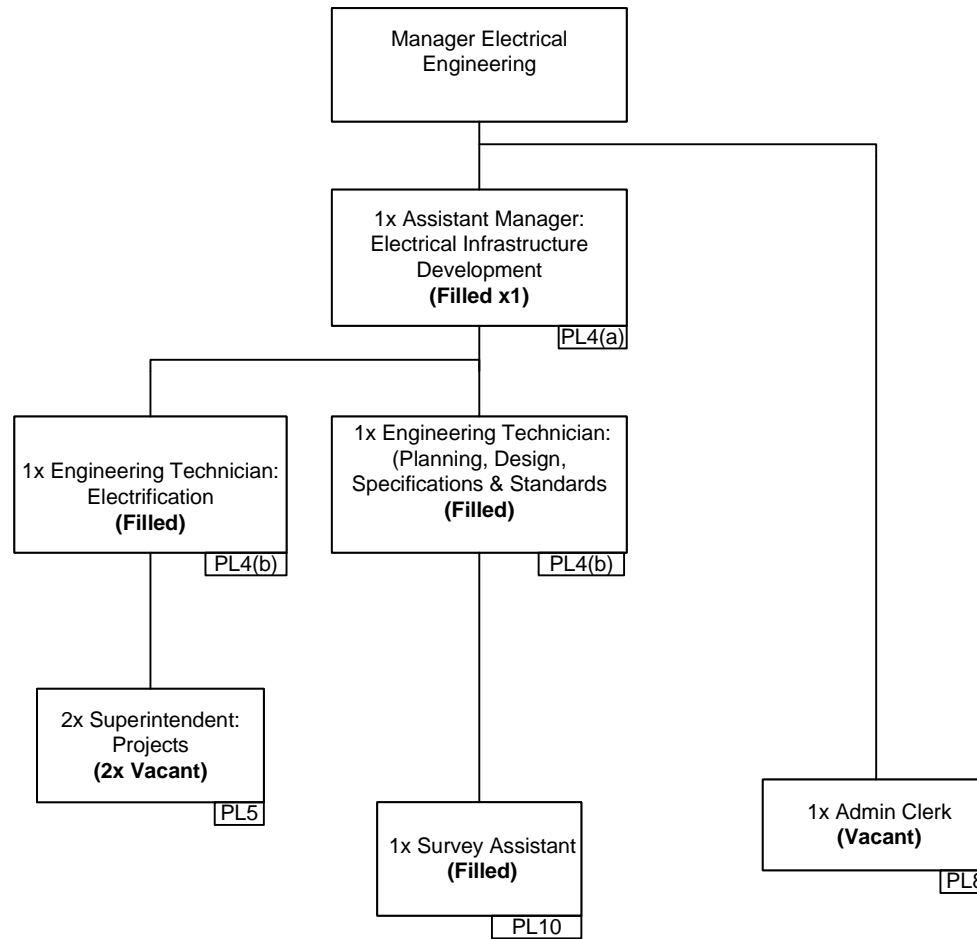 Manager Electrical
Engineering
1x Assistant Manager:
Electrical Infrastructure
Development
(Filled x1)
PL4(a)
1x Engineering Technician:
Electrification
(Filled)
PL4(b)
1x Engineering Technician:
(Planning, Design,
Specifications & Standards
(Filled)
PL4(b)
2x Superintendent:
Projects
(2x Vacant)
PL5
1x Survey Assistant
(Filled)
PL10
1x Admin Clerk
(Vacant)
PL8